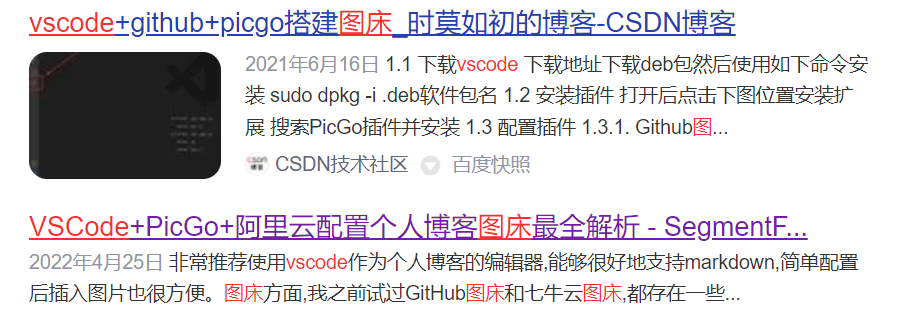 vscode+github+picgo搭建图床_时莫如初的博客-CSDN博客
2021年6月16日 1.1 下载vscode 下载地址下载deb包然后使用如下命令安
装 sudo dpkg -i .deb软件包名 1.2 安装插件 打开后点击下图位置安装扩
展 搜索PicGo插件并安装 1.3 配置插件 1.3.1. Github图...
CSDN
博客
CSDN技术社区 百度快照
VSCode+PicGo+阿里云配置个人博客图床最全解析 - SegmentF...
2022年4月25日 非常推荐使用vscode作为个人博客的编辑器,能够很好地支持markdown,简单配置
后插入图片也很方便。图床方面,我之前试过GitHub图床和七牛云图床,都存在一些...